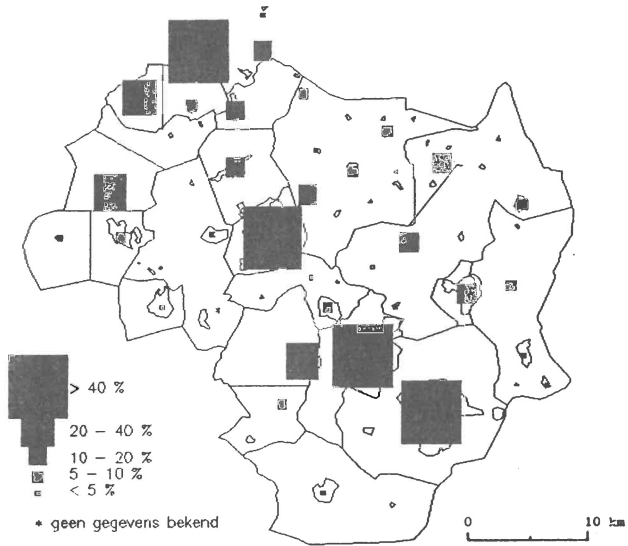 > 40 %
20 – 40 %
10 – 20 %
5 – 10 %
< 5 %
* geen gegevens bekend
0 10 km